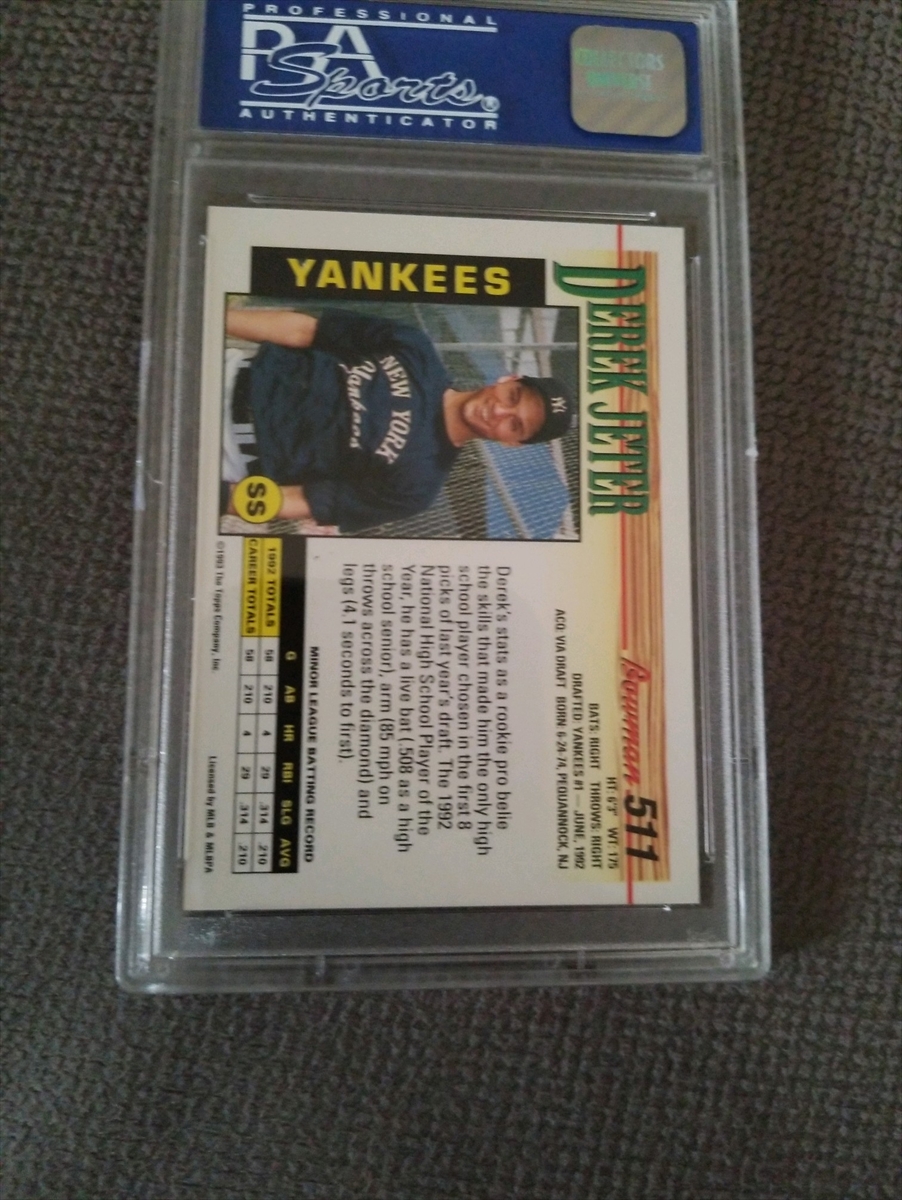 PROFESSIONAL
PSA
Sports®
AUTHENTICATOR
COLLECTORS
UNIVERSE
DEREK JETER
Bowman 511
HT: 6'3" WT: 175
BATS: RIGHT THROWS: RIGHT
DRAFTED: YANKEES #1 — JUNE, 1992
ACQ: VIA DRAFT BORN: 6-24-74, PEQUANNOCK, NJ
YANKEES
NY
NEW YORK
Yankees
SS
Derek's stats as a rookie pro belie
the skills that made him the only high
school player chosen in the first 8
picks of last year's draft. The 1992
National High School Player of the
Year, he has a live bat (.508 as a high
school senior), arm (85 mph on
throws across the diamond) and
legs (4.1 seconds to first).
MINOR LEAGUE BATTING RECORD
G AB HR RBI SLG AVG
1992 TOTALS 58 210 4 29 .314 .210
CAREER TOTALS 58 210 4 29 .314 .210
©1993 The Topps Company, Inc. Licensed by MLB & MLBPA